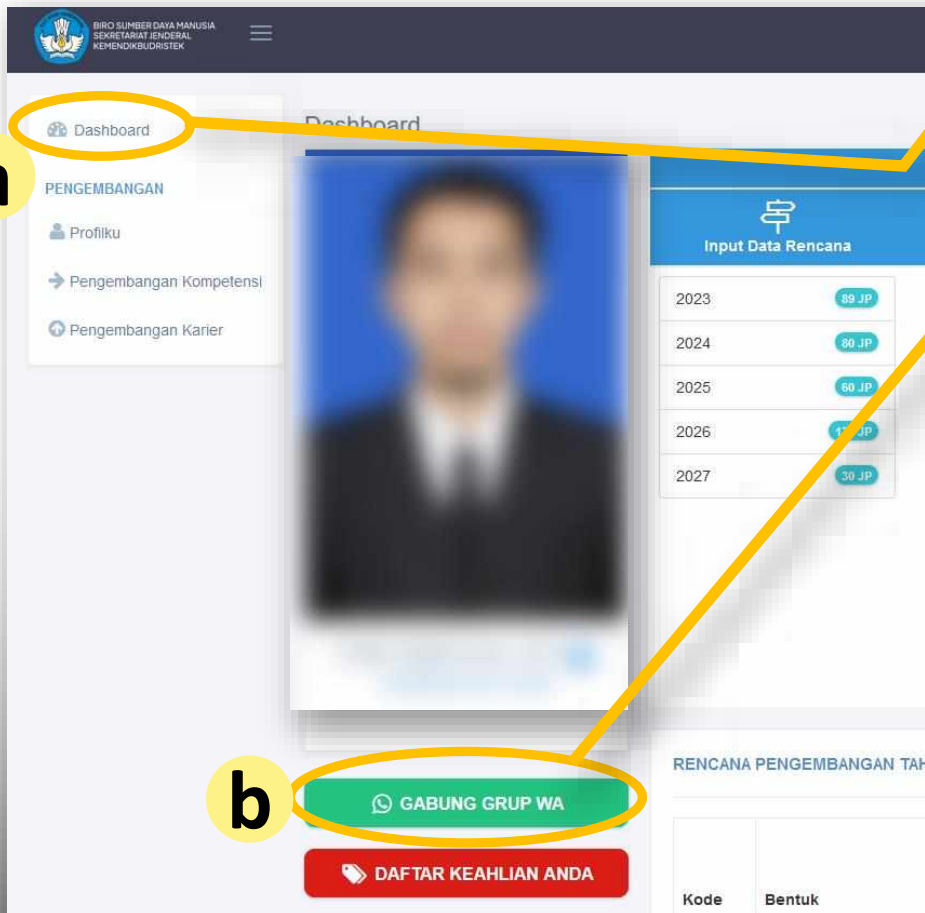 BIRO SUMBER DAYA MANUSIA
SEKRETARIAT JENDERAL
KEMENDIKBUDRISTEK
Dashboard
a
PENGEMBANGAN
Profilku
Pengembangan Kompetensi
Pengembangan Karier
Dashboard
Input Data Rencana
2023 89 JP
2024 80 JP
2025 60 JP
2026 JP
2027 30 JP
b
GABUNG GRUP WA
DAFTAR KEAHLIAN ANDA
RENCANA PENGEMBANGAN TAH
Kode Bentuk